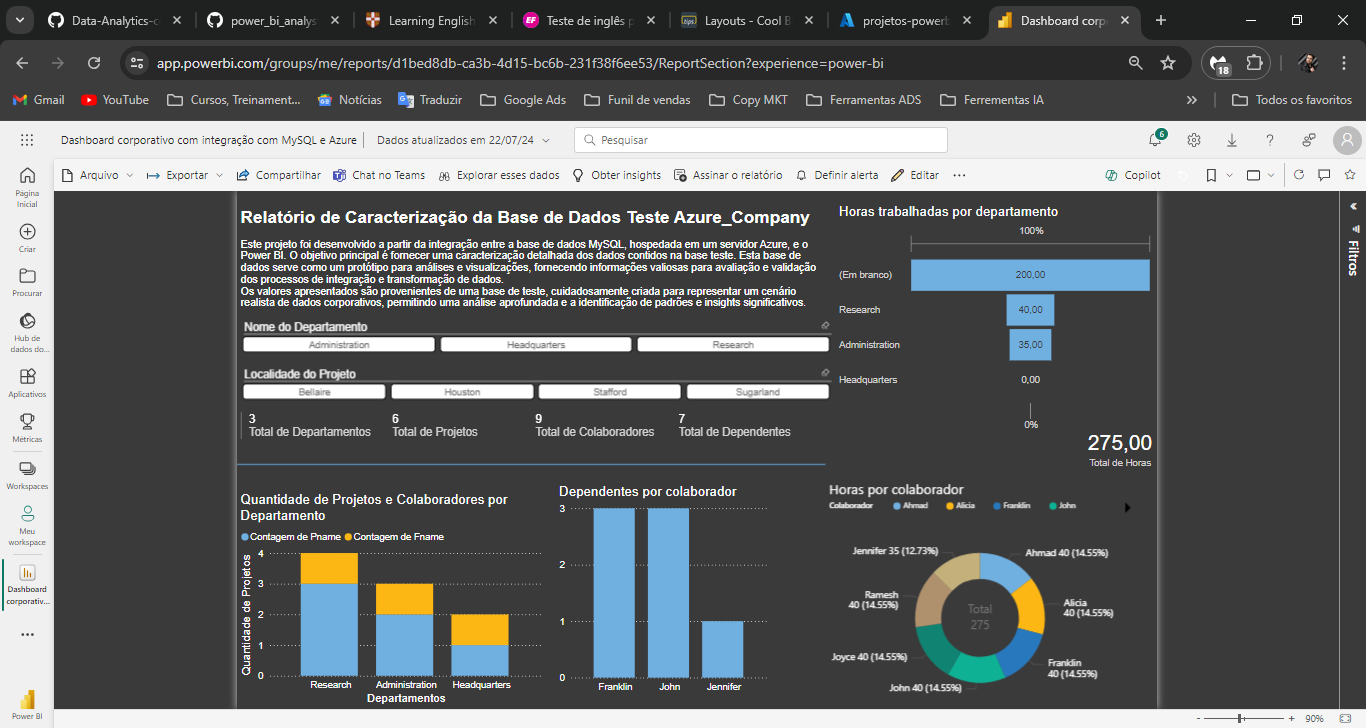 Data-Analytics-c
power_bi_analys
Learning English
Teste de inglês p
Layouts - Cool B
projetos-powerb
Dashboard corp
app.powerbi.com/groups/me/reports/d1bed8db-ca3b-4d15-bc6b-231f38f6ee53/ReportSection?experience=power-bi
18
Gmail
YouTube
Cursos, Treinament...
Notícias
Traduzir
Google Ads
Funil de vendas
Copy MKT
Ferramentas ADS
Ferrementas IA
Todos os favoritos
Dashboard corporativo com integração com MySQL e Azure
Dados atualizados em 22/07/24
Pesquisar
6
Arquivo
Exportar
Compartilhar
Chat no Teams
Explorar esses dados
Obter insights
Assinar o relatório
Definir alerta
Editar
Copilot
Página
Inicial
Criar
Procurar
Hub de
dados do...
Aplicativos
Métricas
Workspaces
Meu
workspace
Dashboard
corporativ...
Power BI
Relatório de Caracterização da Base de Dados Teste Azure_Company
Este projeto foi desenvolvido a partir da integração entre a base de dados MySQL, hospedada em um servidor Azure, e o
Power BI. O objetivo principal é fornecer uma caracterização detalhada dos dados contidos na base teste. Esta base de
dados serve como um protótipo para análises e visualizações, fornecendo informações valiosas para avaliação e validação
dos processos de integração e transformação de dados.
Os valores apresentados são provenientes de uma base de teste, cuidadosamente criada para representar um cenário
realista de dados corporativos, permitindo uma análise aprofundada e a identificação de padrões e insights significativos.
Nome do Departamento
Administration
Headquarters
Research
Localidade do Projeto
Bellaire
Houston
Stafford
Sugarland
3
Total de Departamentos
6
Total de Projetos
9
Total de Colaboradores
7
Total de Dependentes
Horas trabalhadas por departamento
100%
(Em branco)
200,00
Research
40,00
Administration
35,00
Headquarters
0,00
0%
275,00
Total de Horas
Filtros
Quantidade de Projetos e Colaboradores por
Departamento
Contagem de Pname
Contagem de Fname
Quantidade de Projetos
4
3
2
1
0
Research
Administration
Headquarters
Departamentos
Dependentes por colaborador
3
2
1
0
Franklin
John
Jennifer
Horas por colaborador
Colaborador
Ahmad
Alicia
Franklin
John
Jennifer 35 (12.73%)
Ahmad 40 (14.55%)
Ramesh
40 (14.55%)
Alicia
40 (14.55%)
Total
275
Joyce 40 (14.55%)
Franklin
40 (14.55%)
John 40 (14.55%)
90%